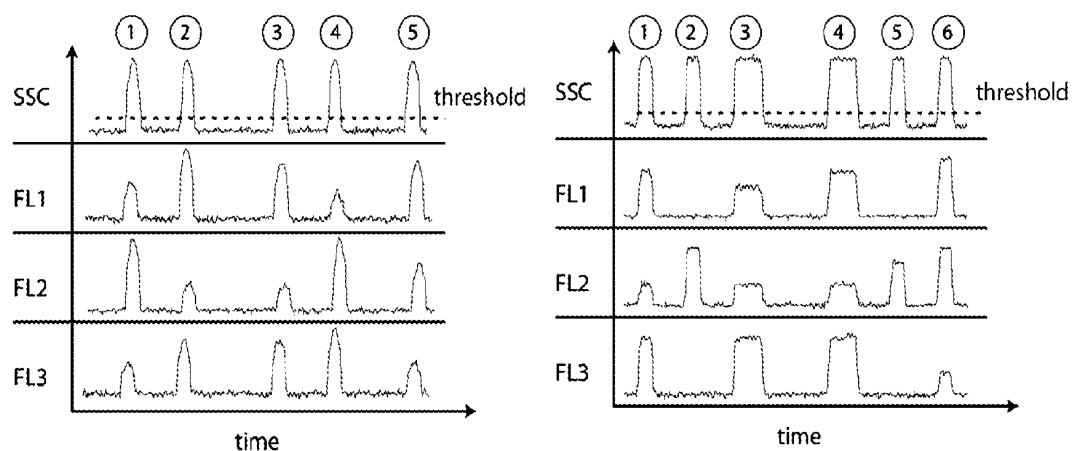 1 2 3 4 5
SSC
threshold
FL1
FL2
FL3
time
1 2 3 4 5 6
SSC
threshold
FL1
FL2
FL3
time